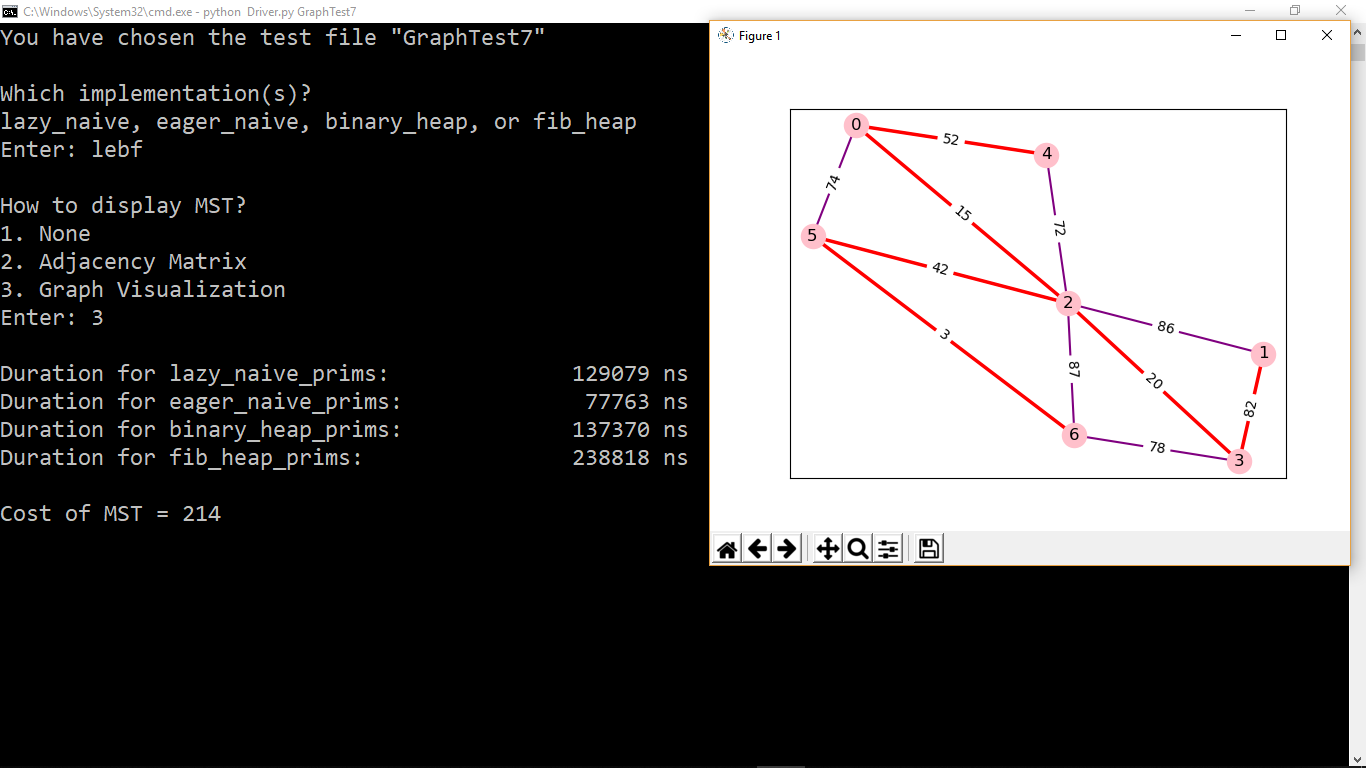 C:\Windows\System32\cmd.exe - python  Driver.py GraphTest7
You have chosen the test file "GraphTest7"
Which implementation(s)?
lazy_naive, eager_naive, binary_heap, or fib_heap
Enter: lebf
How to display MST?
1. None
2. Adjacency Matrix
3. Graph Visualization
Enter: 3
Duration for lazy_naive_prims: 129079 ns
Duration for eager_naive_prims: 77763 ns
Duration for binary_heap_prims: 137370 ns
Duration for fib_heap_prims: 238818 ns
Cost of MST = 214
Figure 1
0
52
4
74
15
72
5
42
2
86
3
1
87
20
82
6
78
3